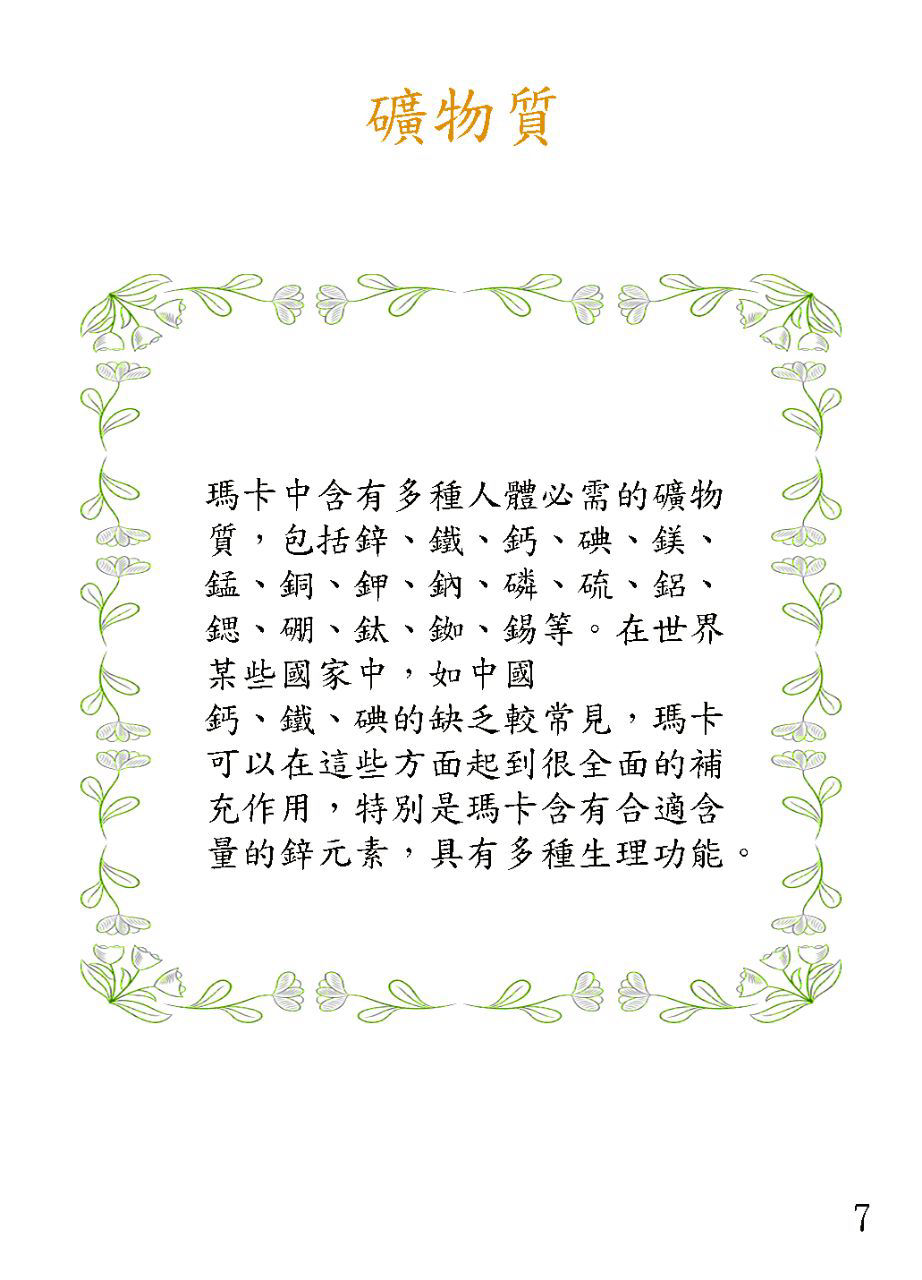 礦物質
瑪卡中含有多種人體必需的礦物
質，包括鋅、鐵、鈣、碘、鎂、
錳、銅、鉀、鈉、磷、硫、鋁、
鍶、硼、鈦、銣、錫等。在世界
某些國家中，如中國
鈣、鐵、碘的缺乏較常見，瑪卡
可以在這些方面起到很全面的補
充作用，特別是瑪卡含有合適含
量的鋅元素，具有多種生理功能。
7